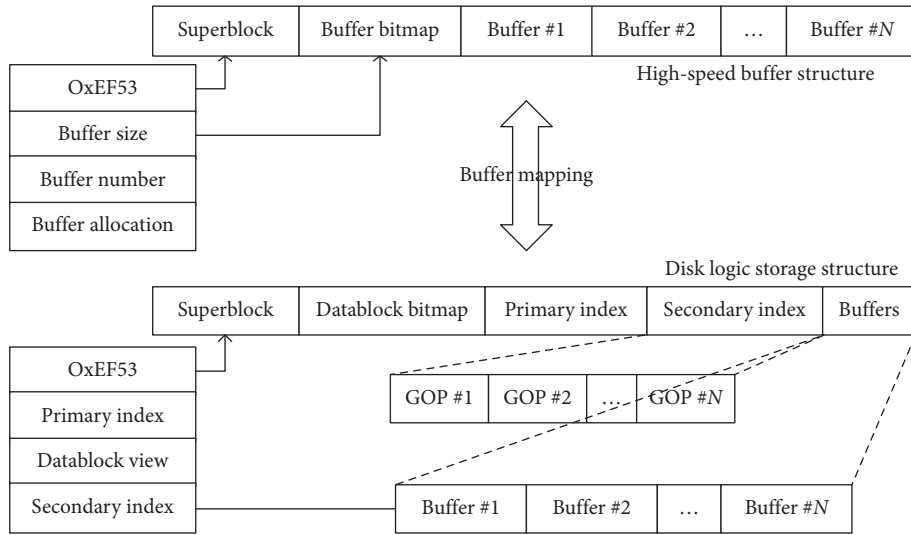 Superblock Buffer bitmap Buffer #1 Buffer #2 ... Buffer #N
High-speed buffer structure
OxEF53
Buffer size
Buffer number
Buffer allocation
Buffer mapping
Disk logic storage structure
Superblock Datablock bitmap Primary index Secondary index Buffers
OxEF53
Primary index
Datablock view
Secondary index
GOP #1 GOP #2 ... GOP #N
Buffer #1 Buffer #2 ... Buffer #N